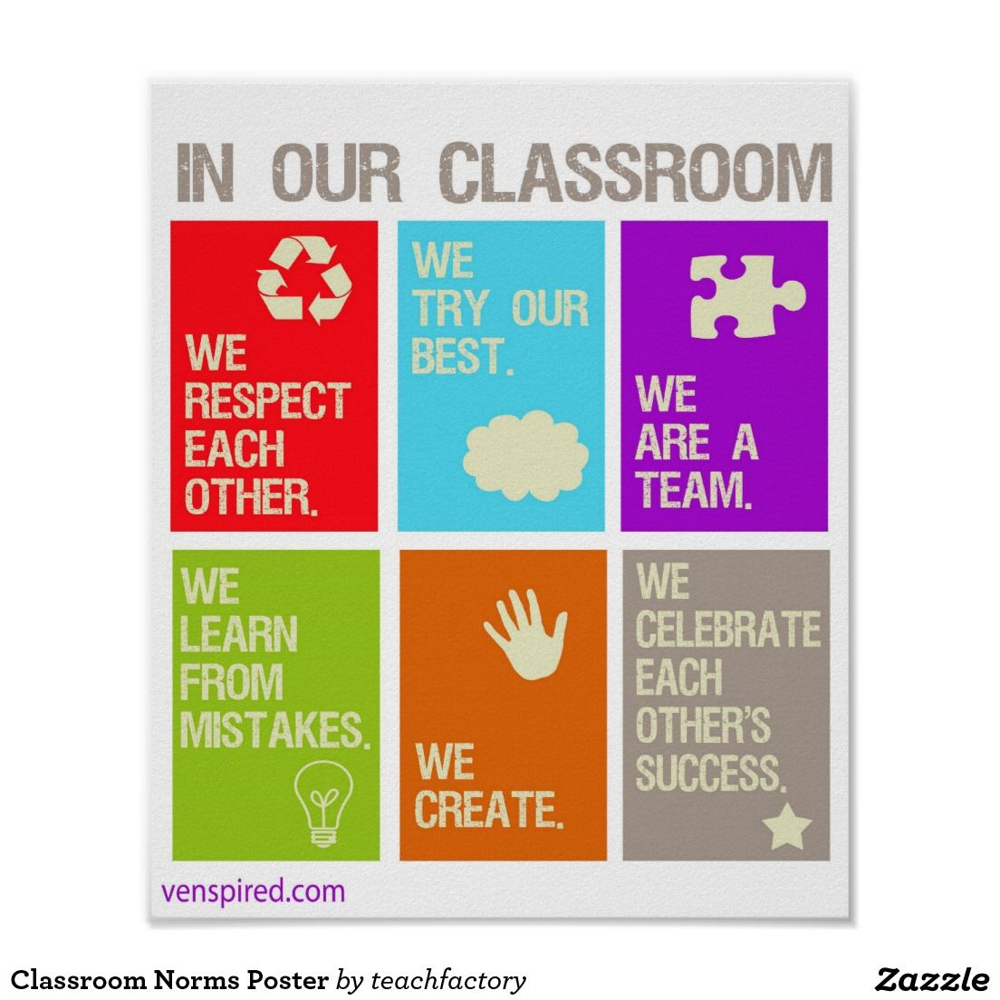 IN OUR CLASSROOM
WE
RESPECT
EACH
OTHER.
WE
TRY OUR
BEST.
WE
ARE A
TEAM.
WE
LEARN
FROM
MISTAKES.
WE
CREATE.
WE
CELEBRATE
EACH
OTHER'S
SUCCESS.
venspired.com
Classroom Norms Poster by teachfactory
Zazzle